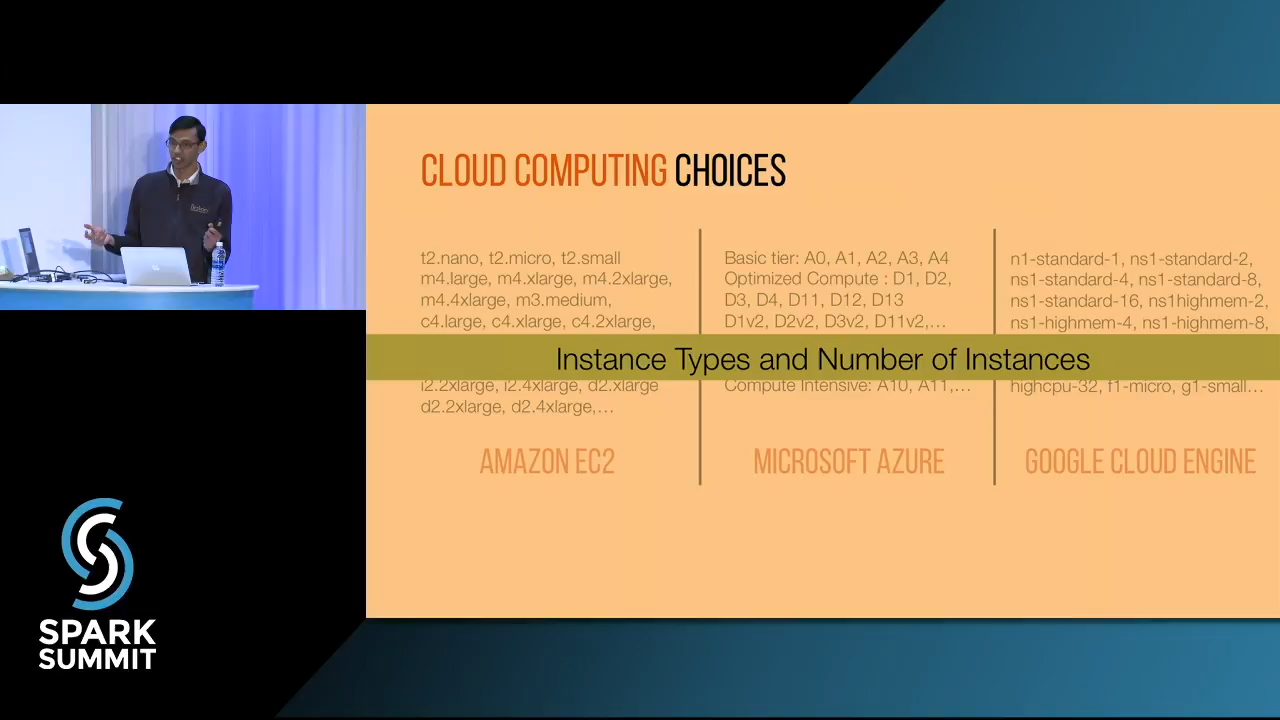 CLOUD COMPUTING CHOICES
t2.nano, t2.micro, t2.small
m4.large, m4.xlarge, m4.2xlarge,
m4.4xlarge, m3.medium,
c4.large, c4.xlarge, c4.2xlarge,
i2.2xlarge, i2.4xlarge, d2.xlarge
d2.2xlarge, d2.4xlarge,…
AMAZON EC2
Basic tier: A0, A1, A2, A3, A4
Optimized Compute : D1, D2,
D3, D4, D11, D12, D13
D1v2, D2v2, D3v2, D11v2,…
Compute Intensive: A10, A11,…
MICROSOFT AZURE
n1-standard-1, ns1-standard-2,
ns1-standard-4, ns1-standard-8,
ns1-standard-16, ns1highmem-2,
ns1-highmem-4, ns1-highmem-8,
highcpu-32, f1-micro, g1-small…
GOOGLE CLOUD ENGINE
Instance Types and Number of Instances
SPARK
SUMMIT